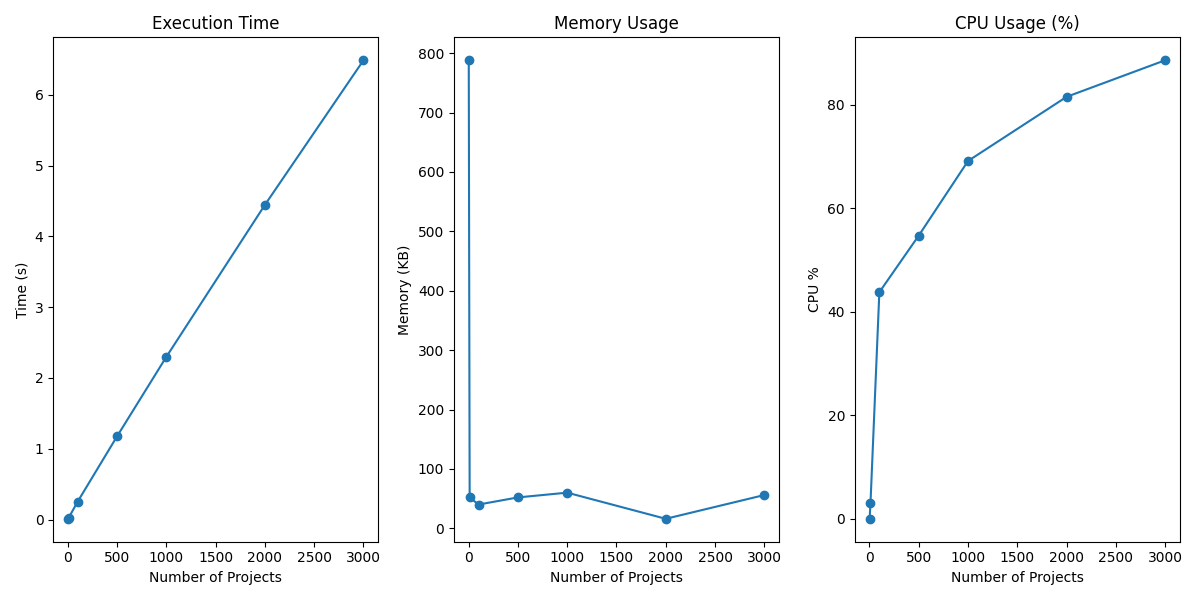 Execution Time
Time (s)
6
5
4
3
2
1
0
0 500 1000 1500 2000 2500 3000
Number of Projects
Memory Usage
Memory (KB)
800
700
600
500
400
300
200
100
0
0 500 1000 1500 2000 2500 3000
Number of Projects
CPU Usage (%)
CPU %
80
60
40
20
0
0 500 1000 1500 2000 2500 3000
Number of Projects